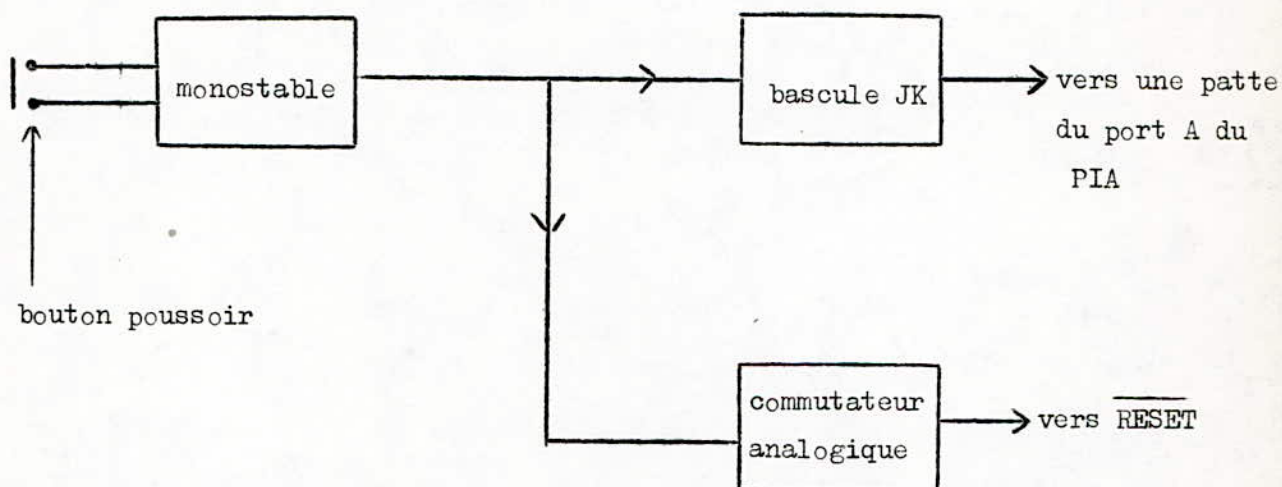 monostable
bascule JK
vers une patte
du port A du
PIA
bouton poussoir
commutateur
analogique
vers RESET